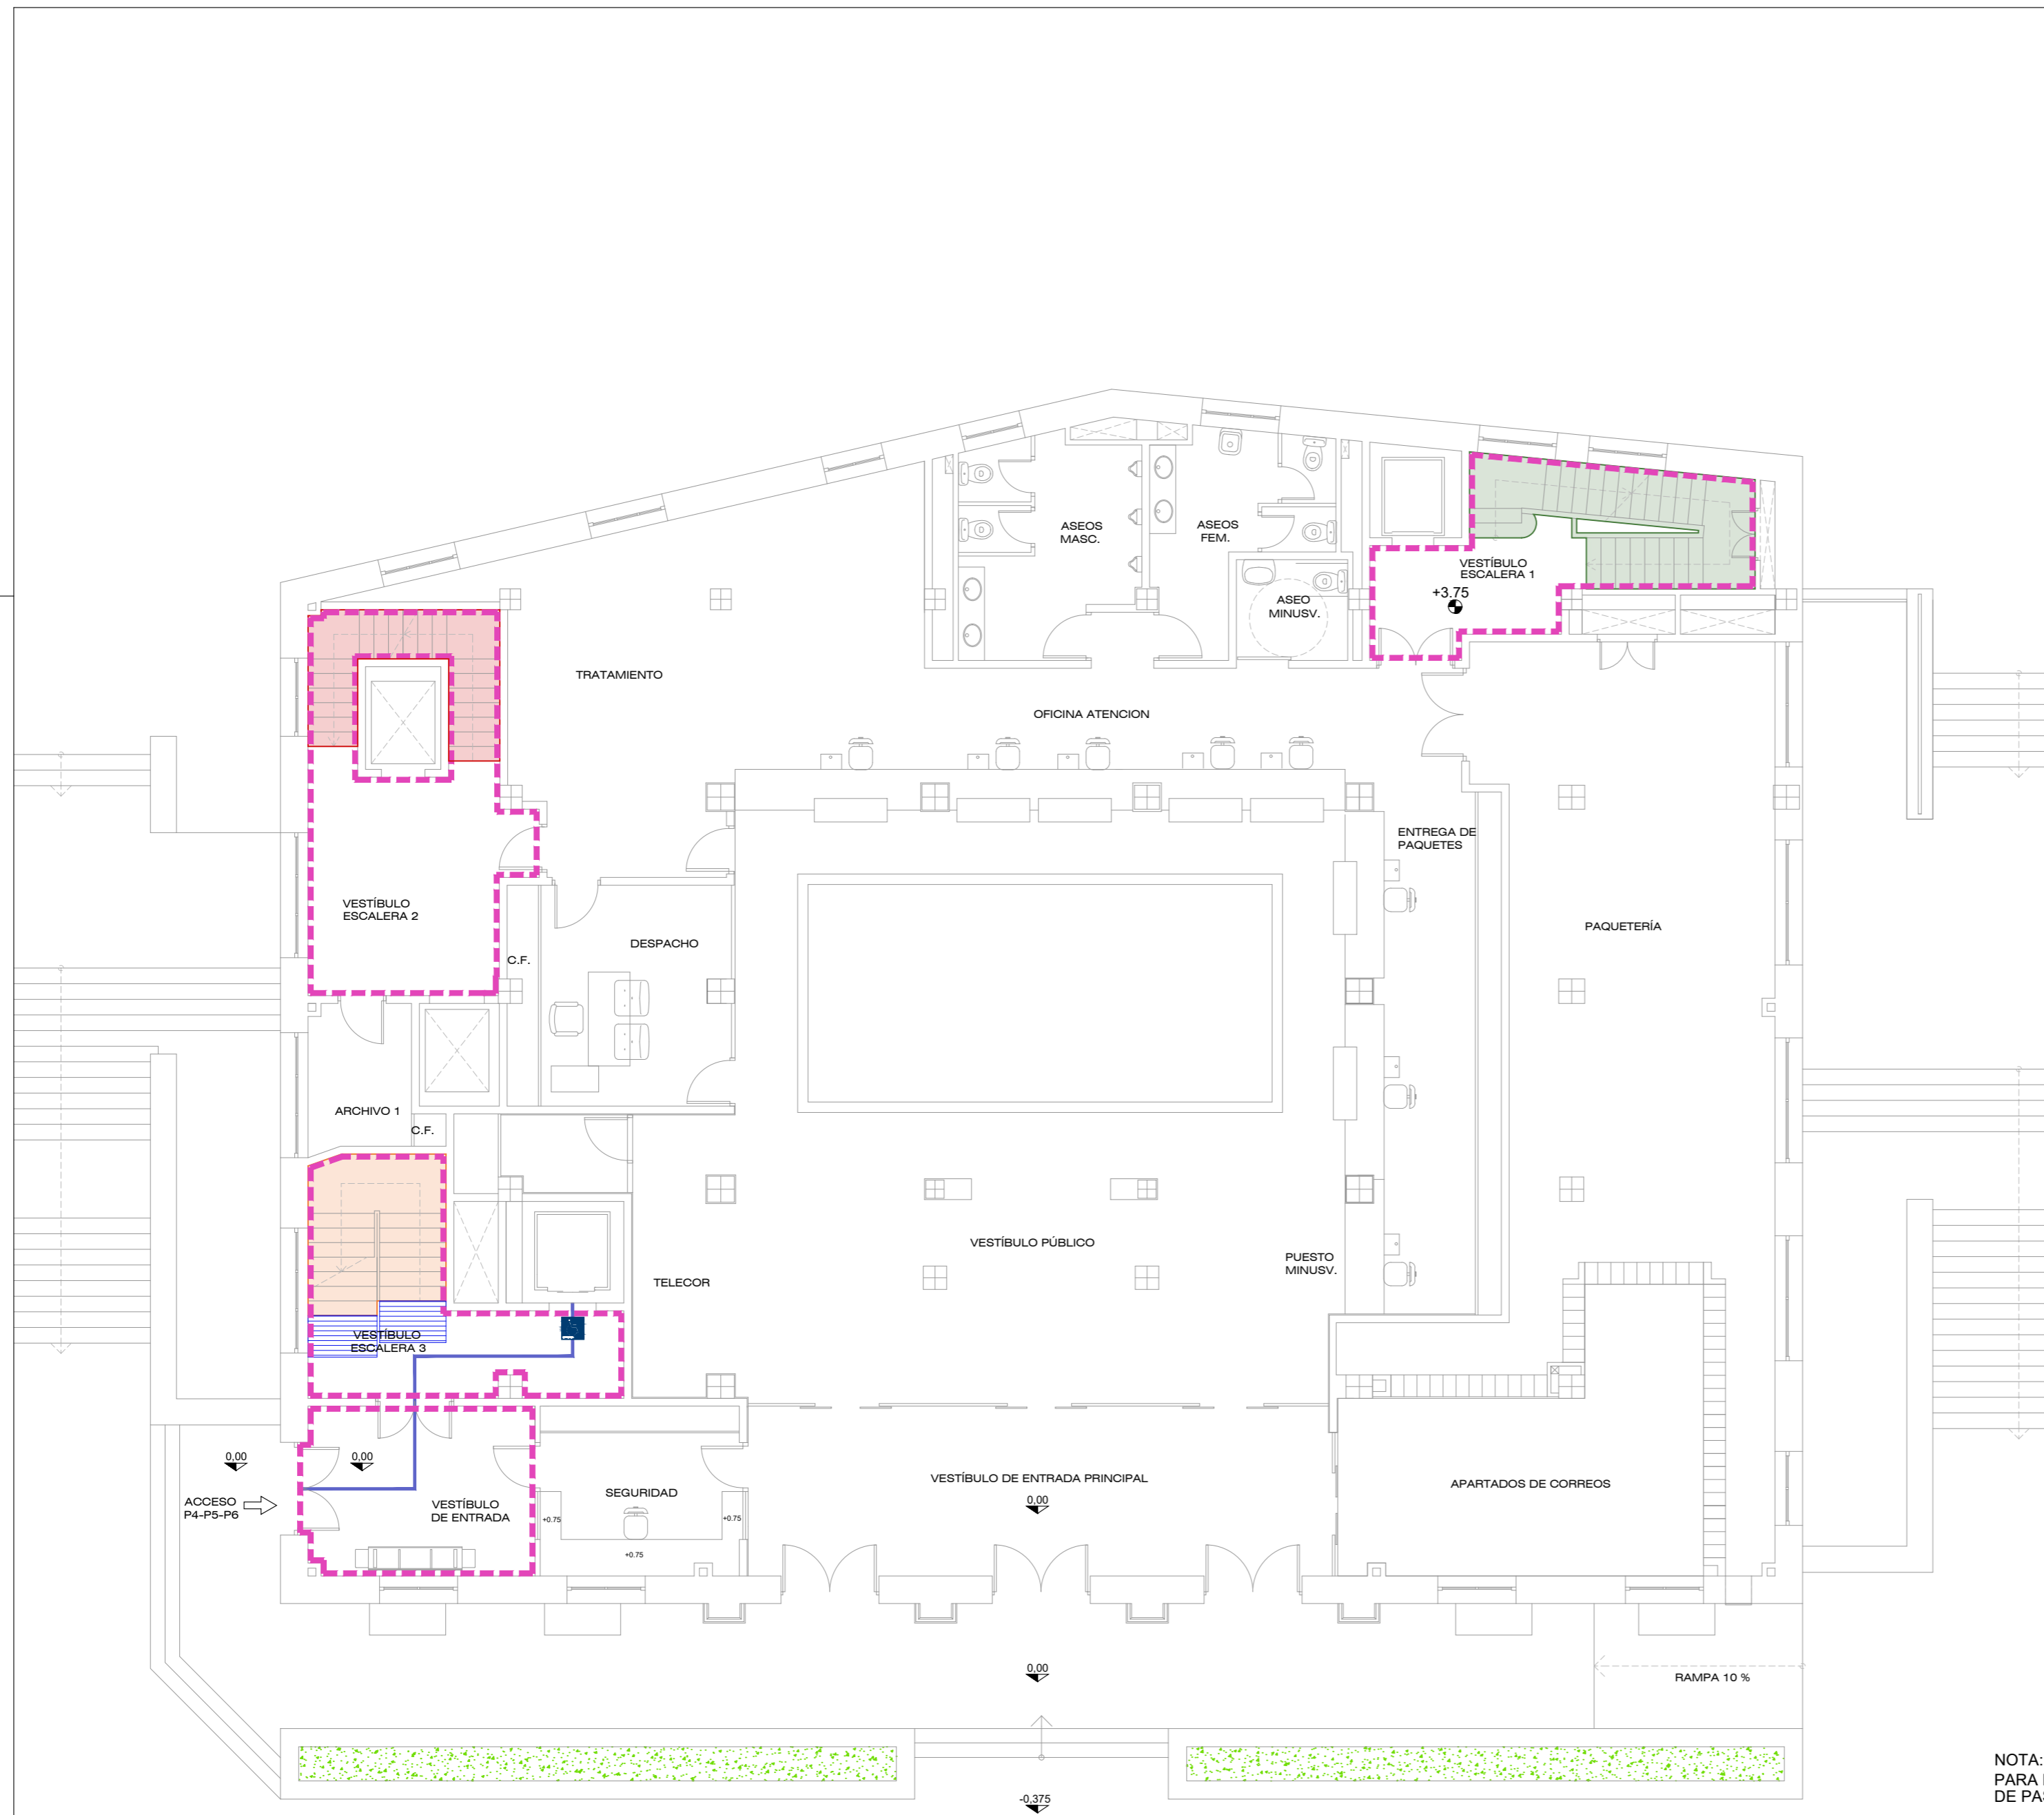 ASEOS
MASC.
ASEOS
FEM.
VESTÍBULO
ESCALERA 1
+3.75
ASEO
MINUSV.
TRATAMIENTO
OFICINA ATENCION
ENTREGA DE
PAQUETES
VESTÍBULO
ESCALERA 2
PAQUETERÍA
DESPACHO
C.F.
ARCHIVO 1
C.F.
VESTÍBULO PÚBLICO
PUESTO
MINUSV.
TELECOR
VESTÍBULO
ESCALERA 3
0,00
0,00
VESTÍBULO DE ENTRADA PRINCIPAL
0,00
APARTADOS DE CORREOS
SEGURIDAD
ACCESO
P4-P5-P6
VESTÍBULO
DE ENTRADA
+0.75
+0.75
+0.75
0,00
RAMPA 10 %
NOTA:
PARA
DE PA
-0,375